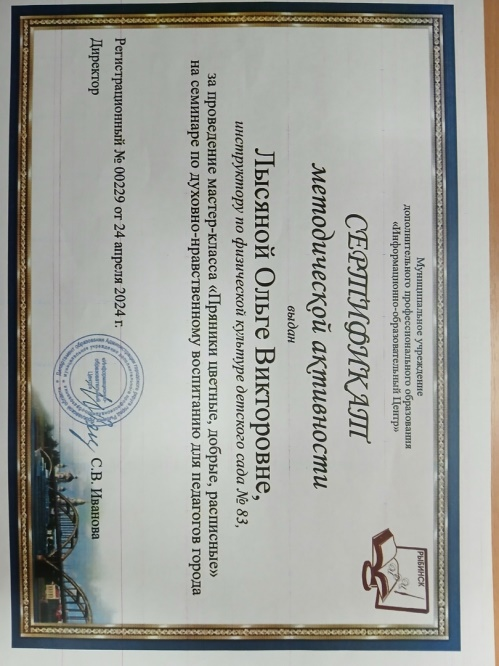 Муниципальное учреждение
дополнительного профессионального образования
«Информационно-образовательный Центр»
РЫБИНСК
СЕРТИФИКАТ
методической активности
выдан
Лысяной Ольге Викторовне,
инструктору по физической культуре детского сада № 83,
за проведение мастер-класса «Пряники цветные, добрые, расписные»
на семинаре по духовно-нравственному воспитанию для педагогов города
Регистрационный № 00229 от 24 апреля 2024 г.
Директор
С.В. Иванова